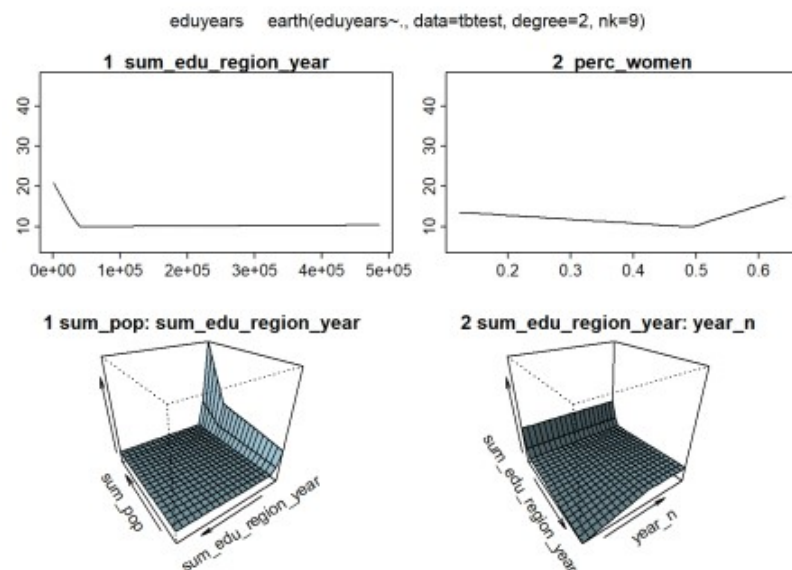 eduyears earth(eduyears~., data=tbtest, degree=2, nk=9)
1 sum_edu_region_year
2 perc_women
40
30
20
10
0e+00 1e+05 2e+05 3e+05 4e+05 5e+05
40
30
20
10
0.2 0.3 0.4 0.5 0.6
1 sum_pop: sum_edu_region_year
2 sum_edu_region_year: year_n
sum_pop
sum_edu_region_year
sum_edu_region_year
year_n